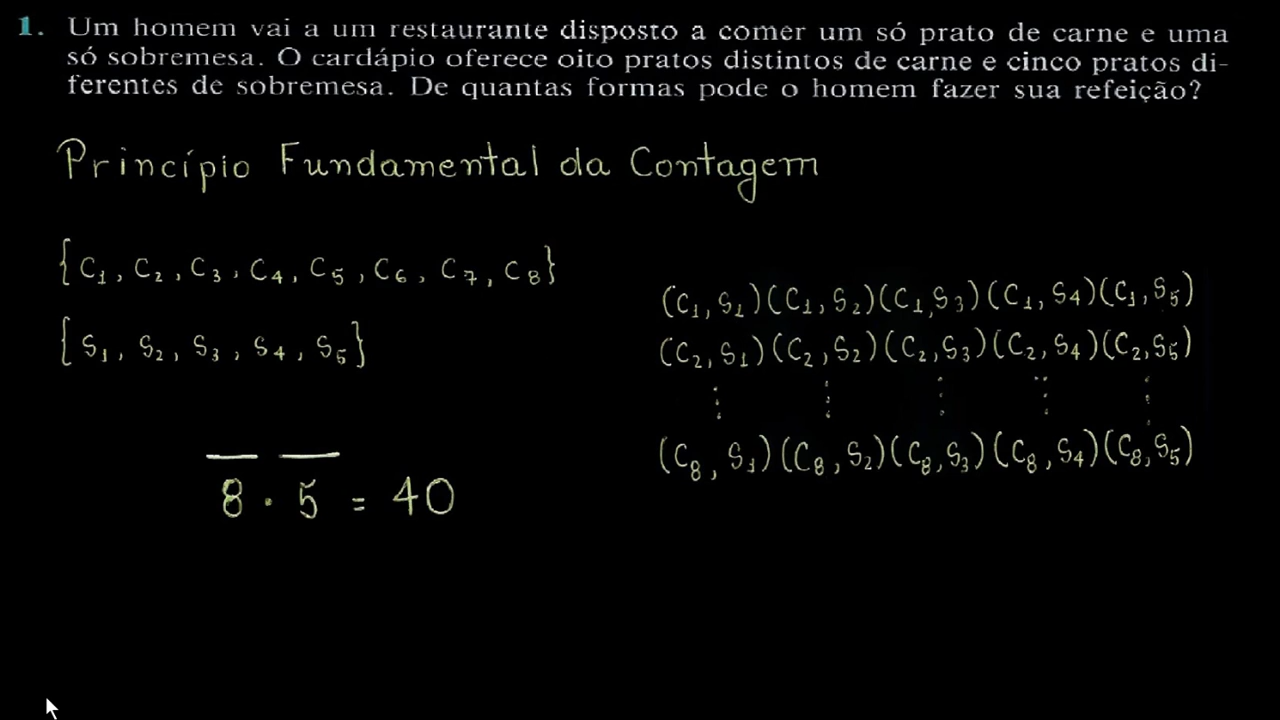 1. Um homem vai a um restaurante disposto a comer um só prato de carne e uma
só sobremesa. O cardápio oferece oito pratos distintos de carne e cinco pratos di-
ferentes de sobremesa. De quantas formas pode o homem fazer sua refeição?
Princípio Fundamental da Contagem
{C₁, C₂, C₃, C₄, C₅, C₆, C₇, C₈}
{S₁, S₂, S₃, S₄, S₅}
8 · 5 = 40
(C₁, S₁)(C₁, S₂)(C₁, S₃)(C₁, S₄)(C₁, S₅)
(C₂, S₁)(C₂, S₂)(C₂, S₃)(C₂, S₄)(C₂, S₅)
(C₈, S₁)(C₈, S₂)(C₈, S₃)(C₈, S₄)(C₈, S₅)